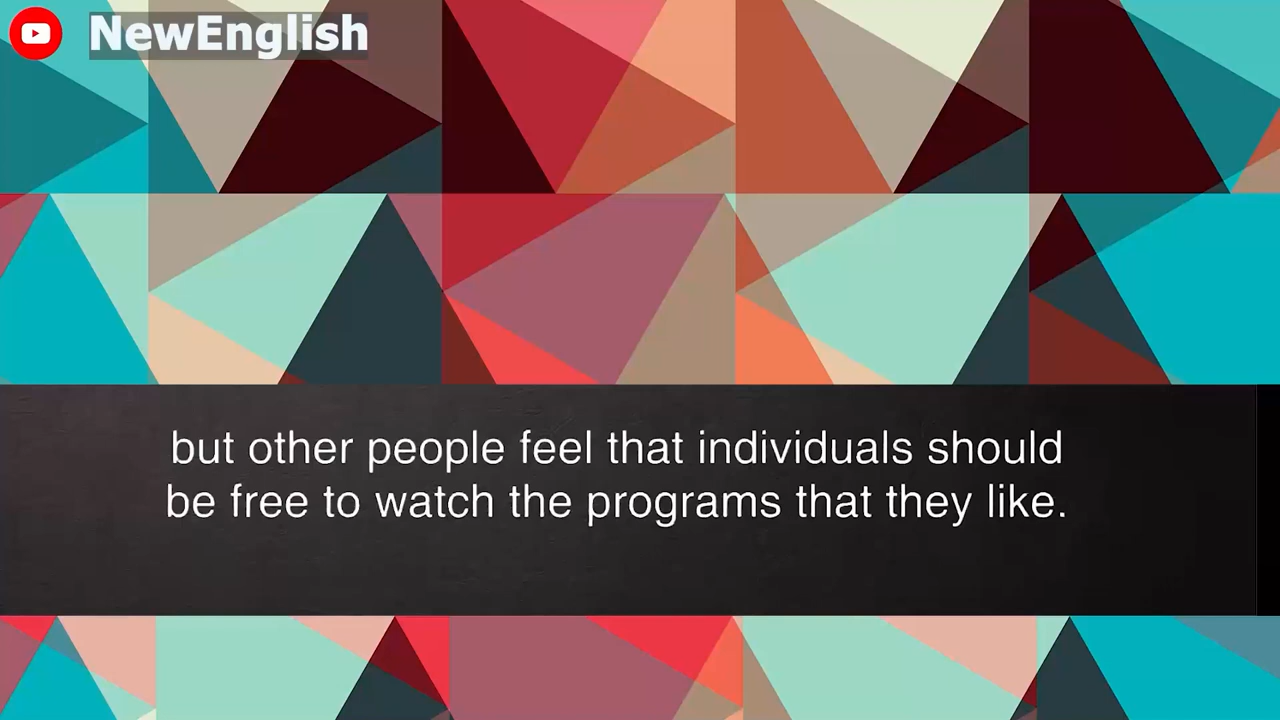 NewEnglish
but other people feel that individuals should
be free to watch the programs that they like.